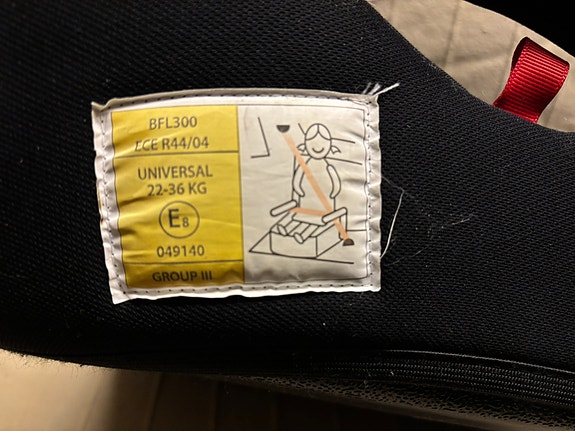 BFL300
ECE R44/04
UNIVERSAL
22-36 KG
E8
049140
GROUP III